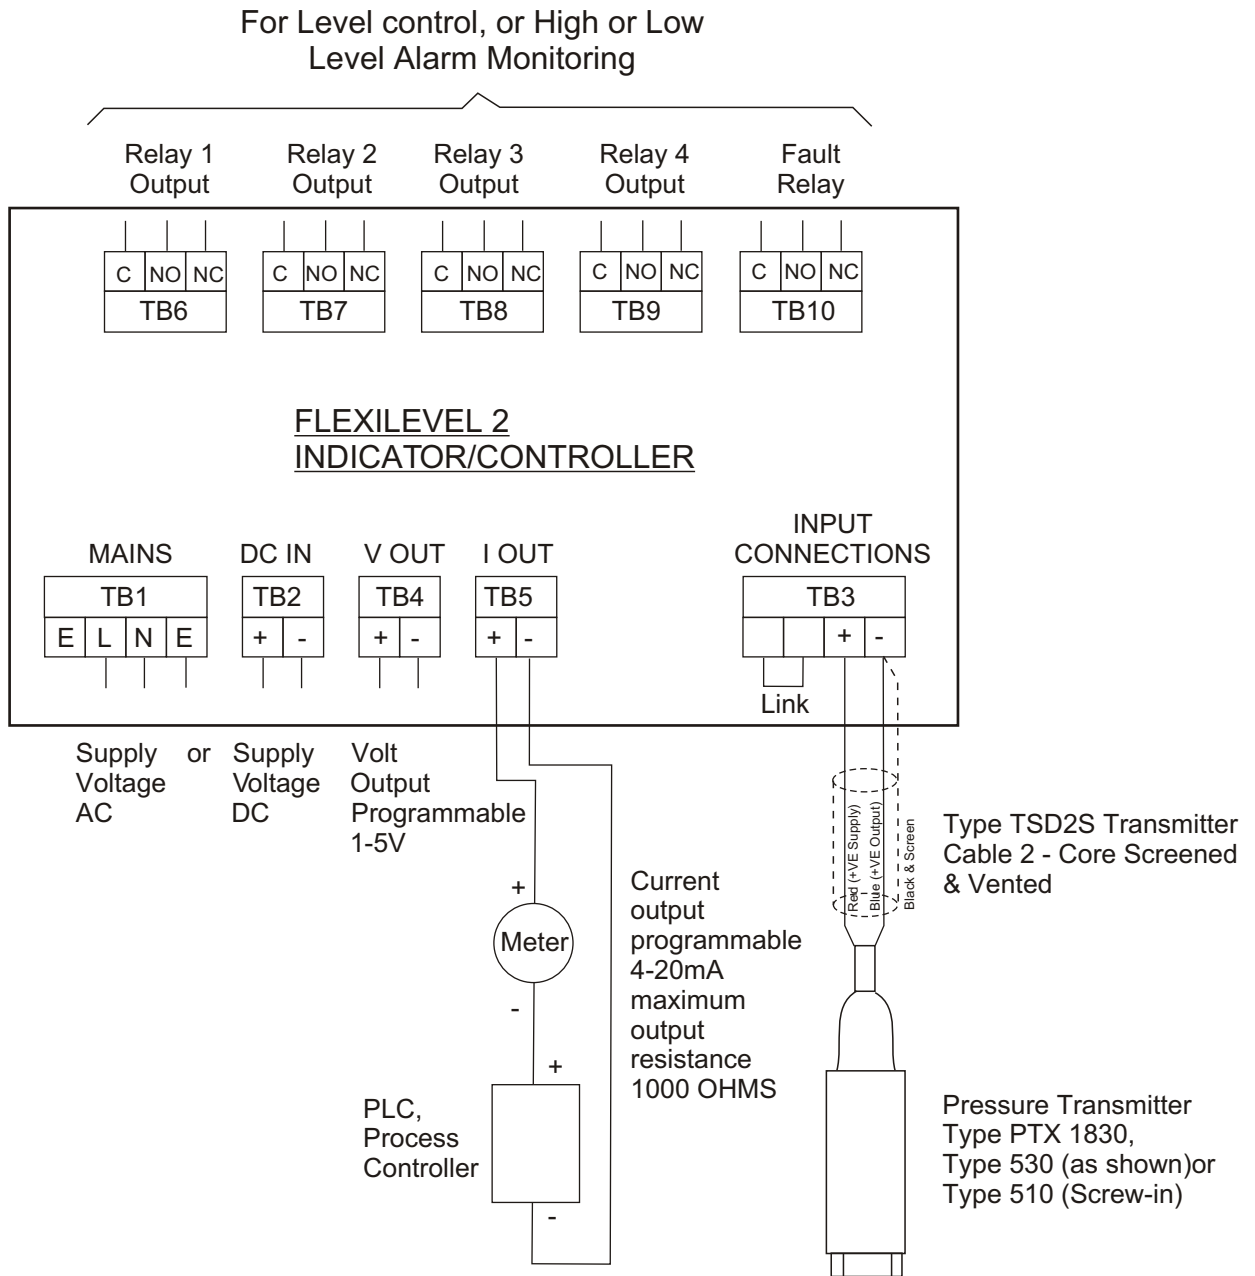 For Level control, or High or Low
Level Alarm Monitoring
Relay 1
Output
Relay 2
Output
Relay 3
Output
Relay 4
Output
Fault
Relay
C NO NC
TB6
C NO NC
TB7
C NO NC
TB8
C NO NC
TB9
C NO NC
TB10
FLEXILEVEL 2
INDICATOR/CONTROLLER
MAINS
TB1
E L N E
DC IN
TB2
+ -
V OUT
TB4
+ -
I OUT
TB5
+ -
INPUT
CONNECTIONS
TB3
+ -
Link
Supply
Voltage
AC
or
Supply
Voltage
DC
Volt
Output
Programmable
1-5V
+
Meter
-
+
PLC,
Process
Controller
-
Current
output
programmable
4-20mA
maximum
output
resistance
1000 OHMS
Red (+VE Supply)
Blue (+VE Output)
Black & Screen
Type TSD2S Transmitter
Cable 2 - Core Screened
& Vented
Pressure Transmitter
Type PTX 1830,
Type 530 (as shown)or
Type 510 (Screw-in)